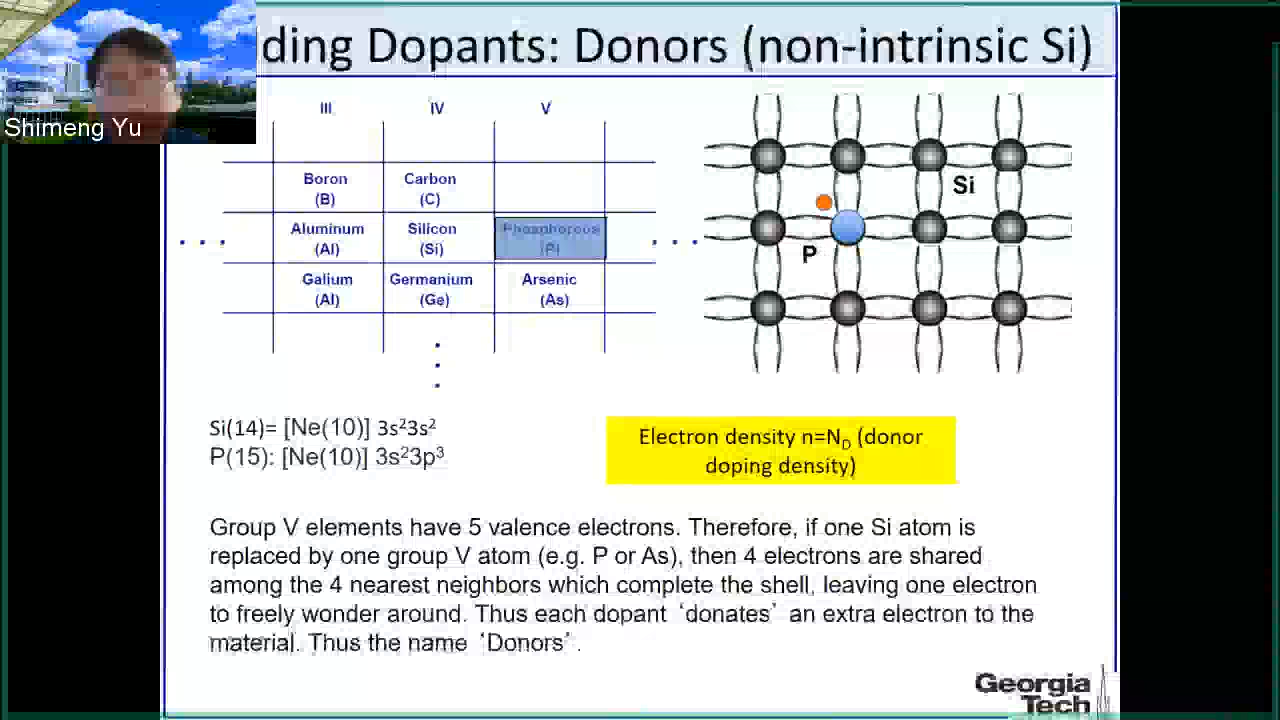 ding Dopants: Donors (non-intrinsic Si)
Shimeng Yu
III IV V
Boron Carbon
(B) (C)
Aluminum Silicon Phosphorous
(Al) (Si) (P)
Galium Germanium Arsenic
(Al) (Ge) (As)
Si
P
Si(14)= [Ne(10)] 3s²3s²
P(15): [Ne(10)] 3s²3p³
Electron density n=N_D (donor
doping density)
Group V elements have 5 valence electrons. Therefore, if one Si atom is
replaced by one group V atom (e.g. P or As), then 4 electrons are shared
among the 4 nearest neighbors which complete the shell, leaving one electron
to freely wonder around. Thus each dopant ‘donates’ an extra electron to the
material. Thus the name ‘Donors’.
Georgia
Tech